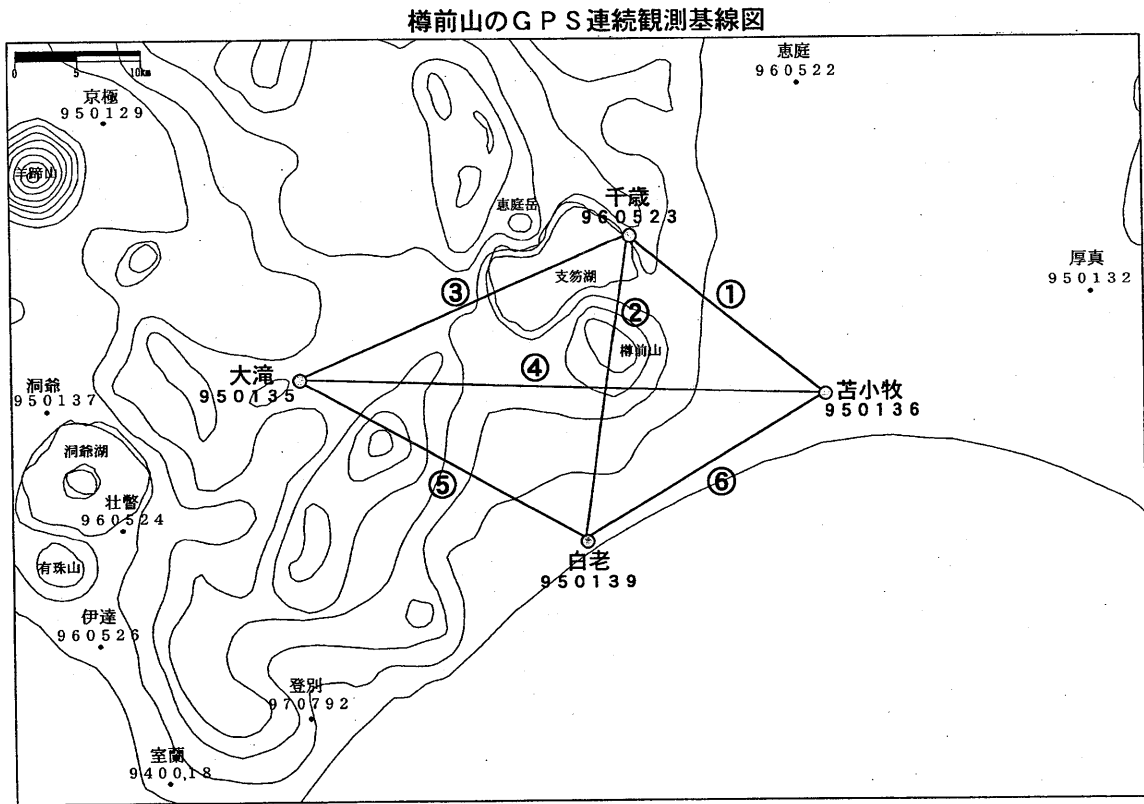 樽前山のGPS連続観測基線図
0 5 10km
恵庭
960522
京極
950129
羊蹄山
恵庭岳
千歳
960523
支笏湖
厚真
950132
①
③
②
樽前山
④
大滝
950135
洞爺
950137
苫小牧
950136
洞爺湖
⑤
⑥
壮瞥
960524
有珠山
白老
950139
伊達
960526
登別
970792
室蘭
9400,18